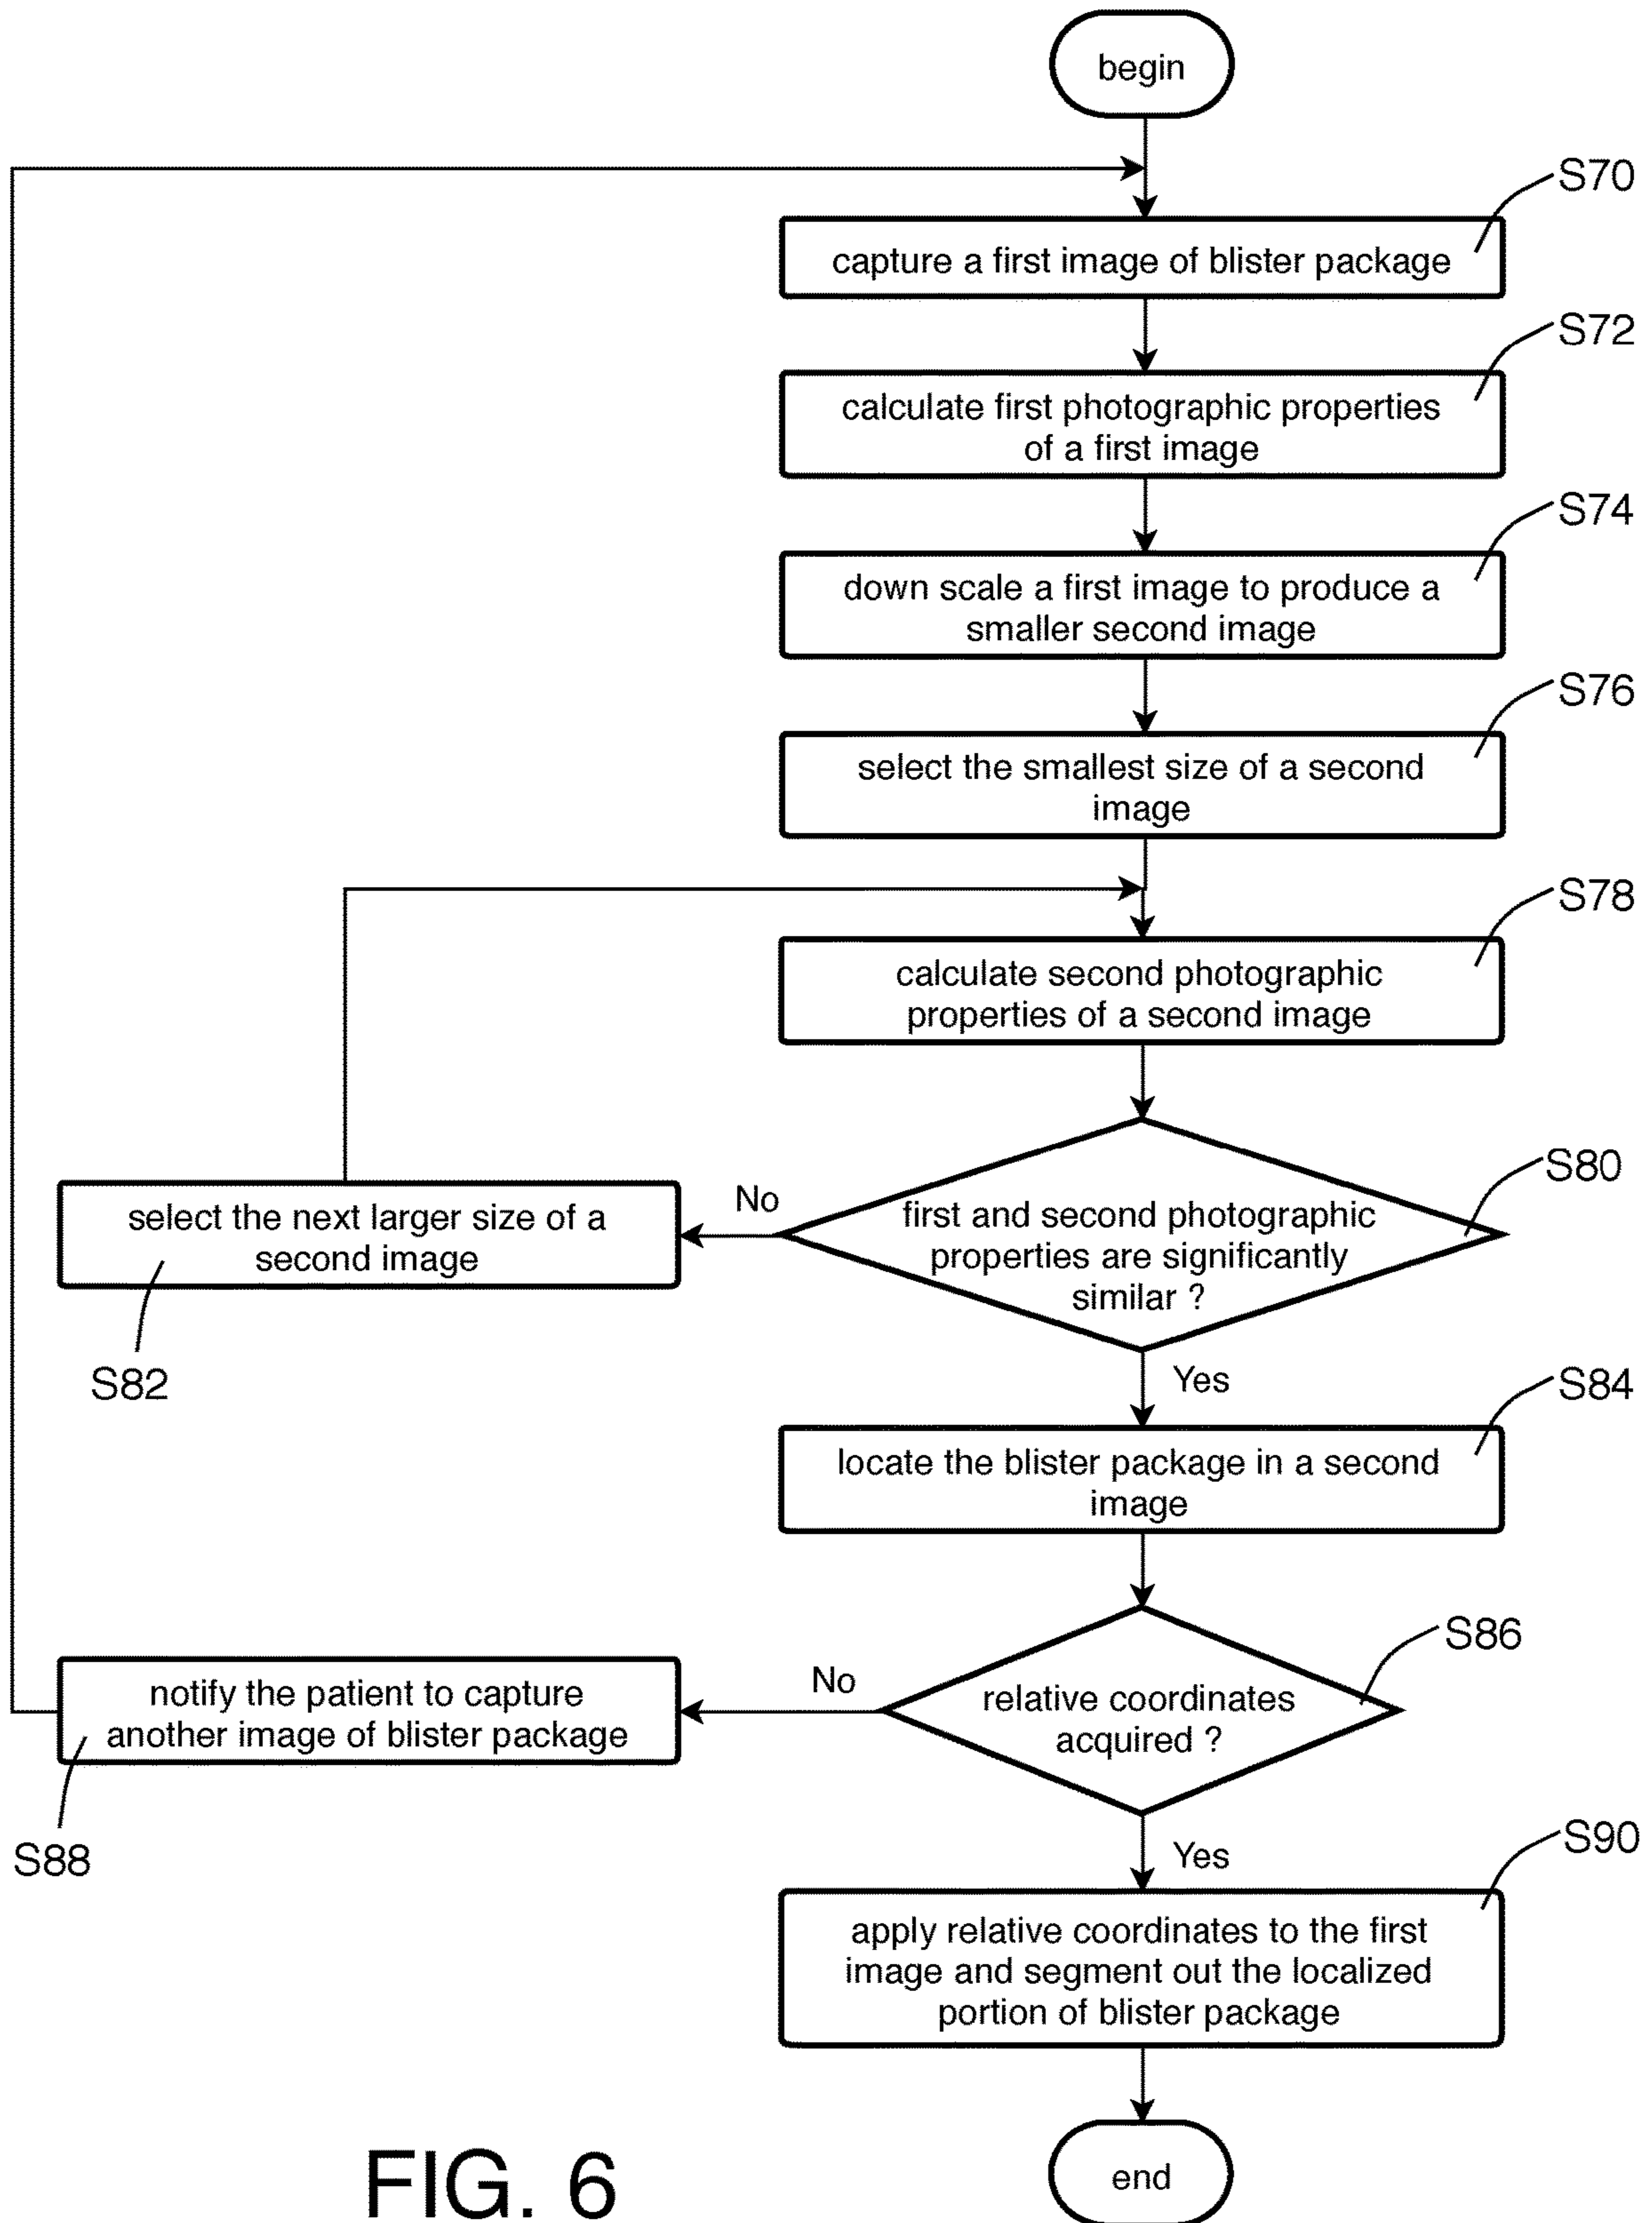 begin
S70
capture a first image of blister package
S72
calculate first photographic properties
of a first image
S74
down scale a first image to produce a
smaller second image
S76
select the smallest size of a second
image
S78
calculate second photographic
properties of a second image
S80
first and second photographic
properties are significantly
similar ?
No
select the next larger size of a
second image
S82
Yes
S84
locate the blister package in a second
image
S86
relative coordinates
acquired ?
No
notify the patient to capture
another image of blister package
S88
Yes
S90
apply relative coordinates to the first
image and segment out the localized
portion of blister package
end
FIG. 6